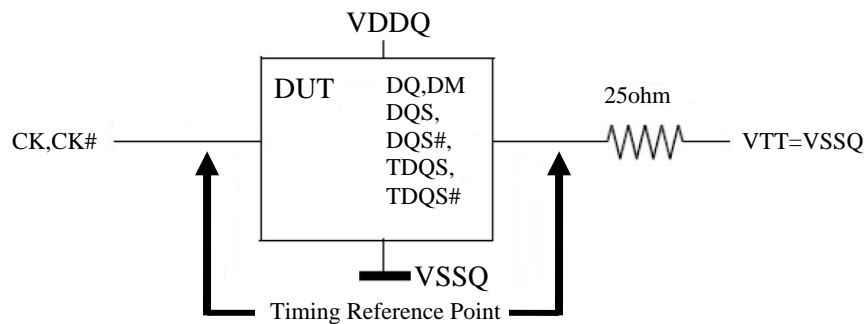 VDDQ
DUT
DQ,DM
DQS,
DQS#,
TDQS,
TDQS#
25ohm
CK,CK#
VTT=VSSQ
VSSQ
Timing Reference Point